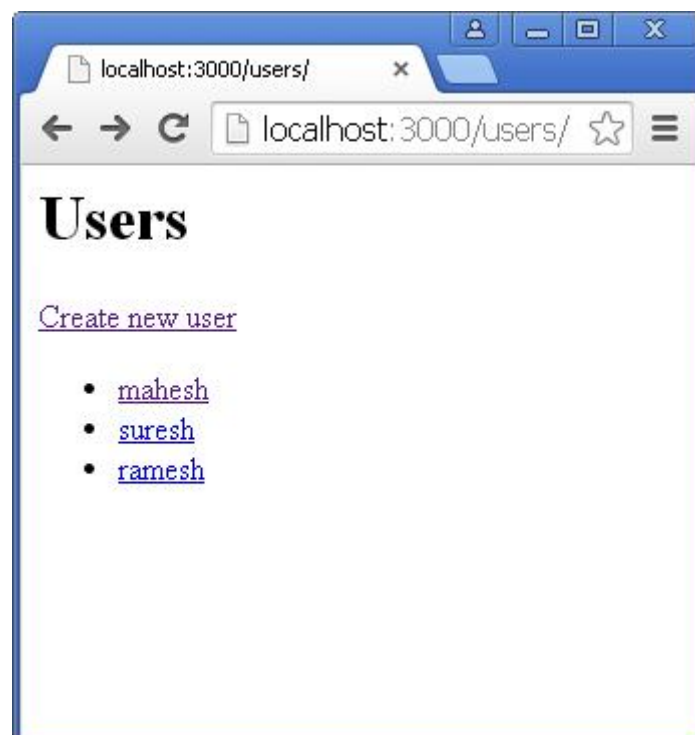 localhost:3000/users/
localhost:3000/users/
Users
Create new user
mahesh
suresh
ramesh